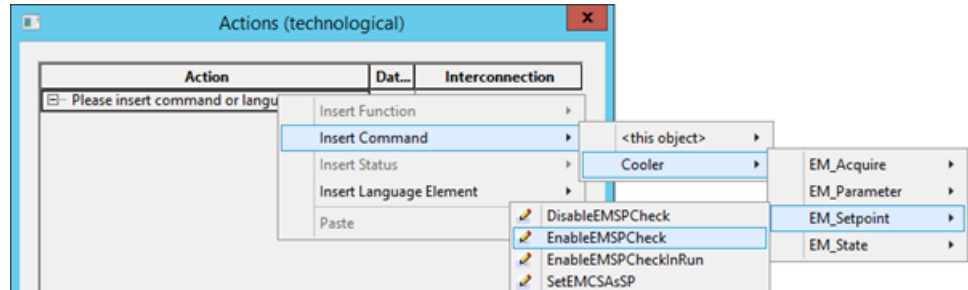 Actions (technological)
x
Action Dat... Interconnection
Please insert command or langu
Insert Function
Insert Command
Insert Status
Insert Language Element
Paste
<this object>
Cooler
EM_Acquire
EM_Parameter
EM_Setpoint
EM_State
DisableEMSPCheck
EnableEMSPCheck
EnableEMSPCheckInRun
SetEMCSAsSP